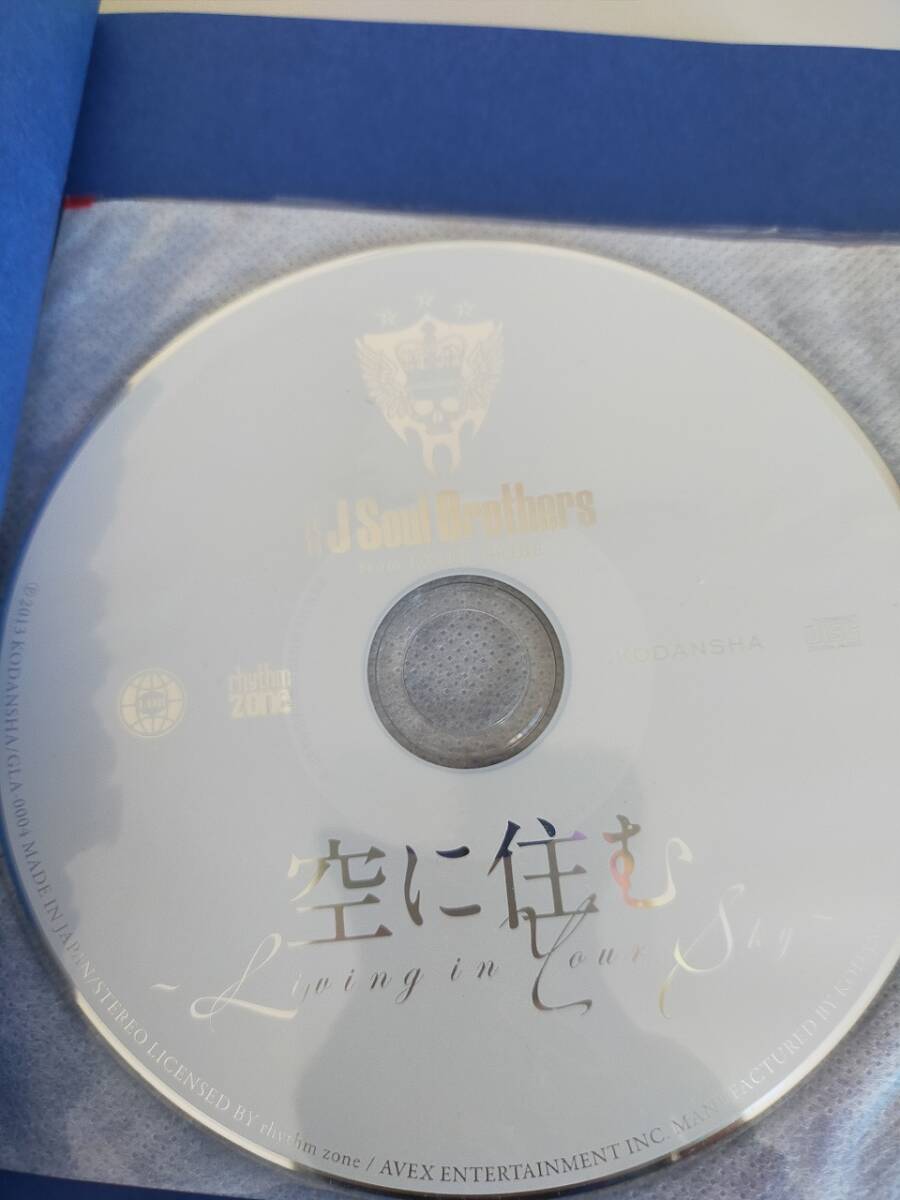 J Soul Brothers
rhythm
zone
KODANSHA
空に住む
~Living in Your Sky~
℗2013 KODANSHA/GLA-0004 MADE IN JAPAN/STEREO LICENSED BY rhythm zone / AVEX ENTERTAINMENT INC. MANUFACTURED BY